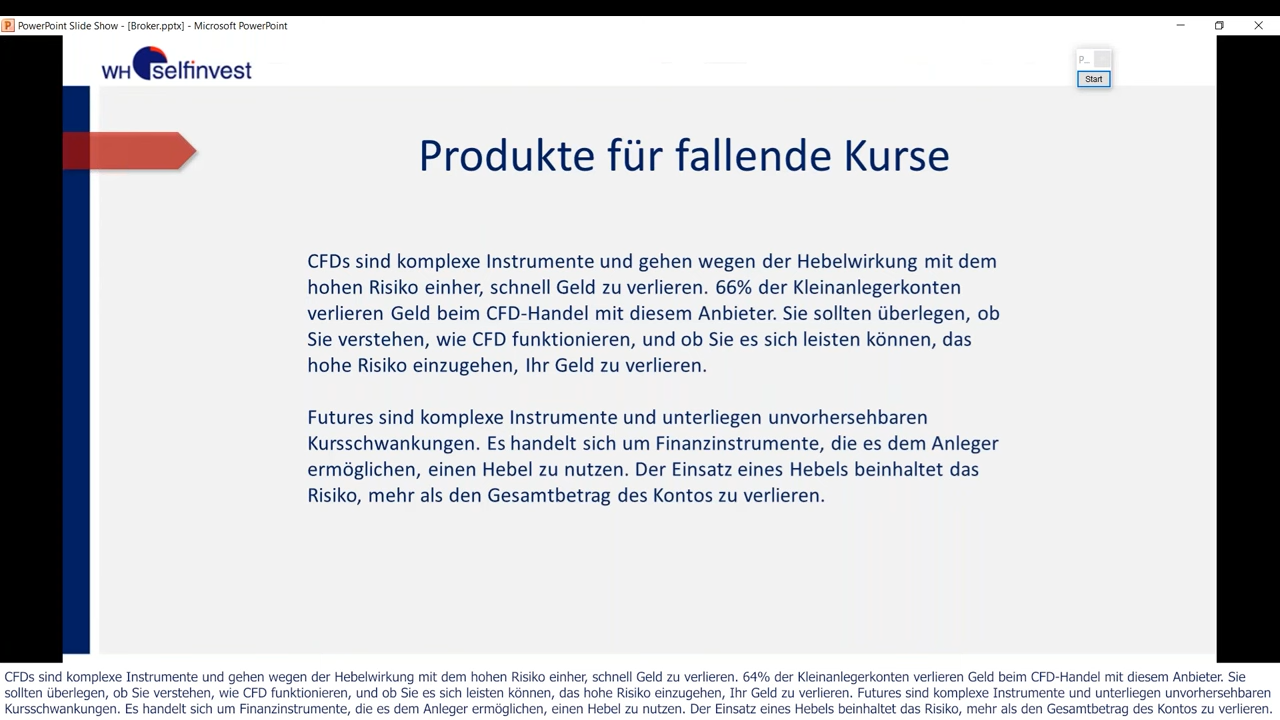 PowerPoint Slide Show - [Broker.pptx] - Microsoft PowerPoint
WH selfinvest
P...
Start
Produkte für fallende Kurse
CFDs sind komplexe Instrumente und gehen wegen der Hebelwirkung mit dem
hohen Risiko einher, schnell Geld zu verlieren. 66% der Kleinanlegerkonten
verlieren Geld beim CFD-Handel mit diesem Anbieter. Sie sollten überlegen, ob
Sie verstehen, wie CFD funktionieren, und ob Sie es sich leisten können, das
hohe Risiko einzugehen, Ihr Geld zu verlieren.
Futures sind komplexe Instrumente und unterliegen unvorhersehbaren
Kursschwankungen. Es handelt sich um Finanzinstrumente, die es dem Anleger
ermöglichen, einen Hebel zu nutzen. Der Einsatz eines Hebels beinhaltet das
Risiko, mehr als den Gesamtbetrag des Kontos zu verlieren.
CFDs sind komplexe Instrumente und gehen wegen der Hebelwirkung mit dem hohen Risiko einher, schnell Geld zu verlieren. 64% der Kleinanlegerkonten verlieren Geld beim CFD-Handel mit diesem Anbieter. Sie
sollten überlegen, ob Sie verstehen, wie CFD funktionieren, und ob Sie es sich leisten können, das hohe Risiko einzugehen, Ihr Geld zu verlieren. Futures sind komplexe Instrumente und unterliegen unvorhersehbaren
Kursschwankungen. Es handelt sich um Finanzinstrumente, die es dem Anleger ermöglichen, einen Hebel zu nutzen. Der Einsatz eines Hebels beinhaltet das Risiko, mehr als den Gesamtbetrag des Kontos zu verlieren.